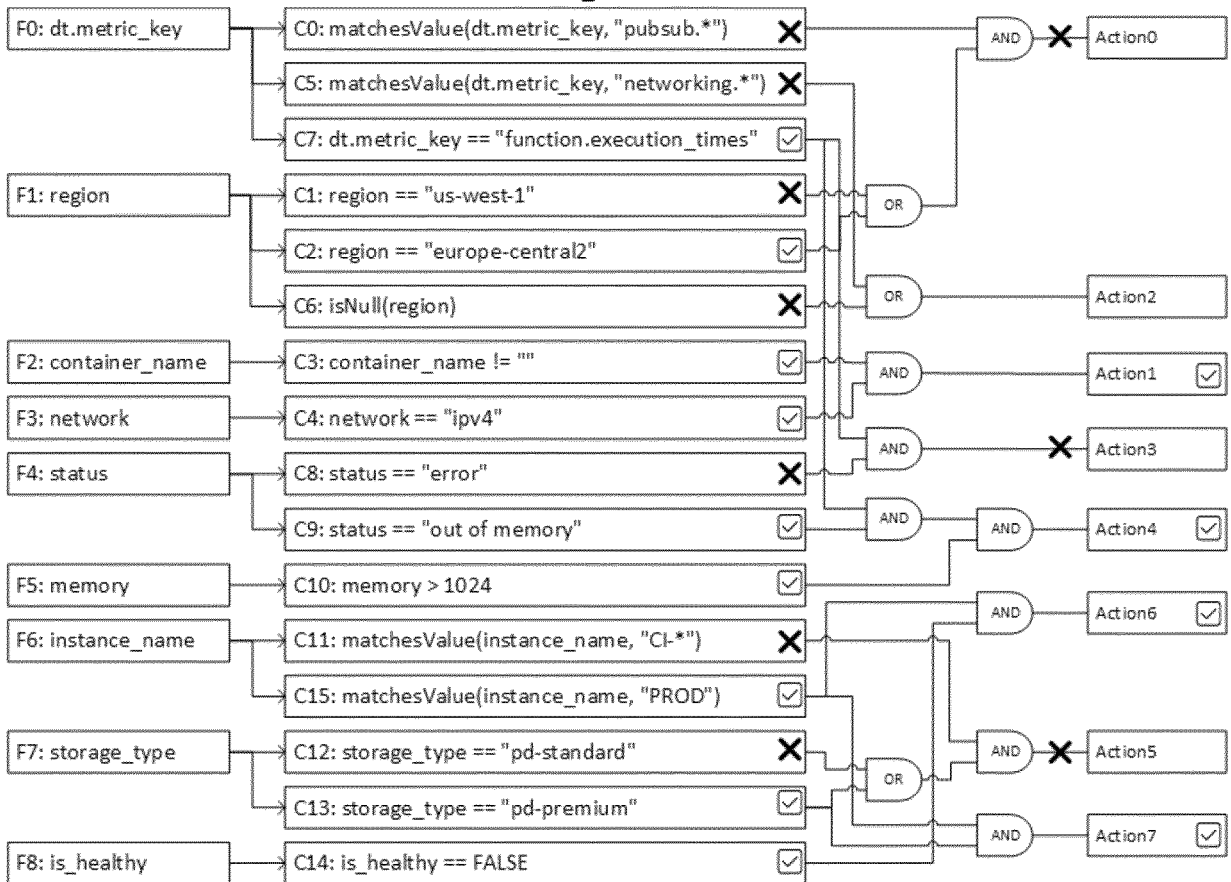 F0: dt.metric_key
C0: matchesValue(dt.metric_key, "pubsub.*")
AND
Action0
C5: matchesValue(dt.metric_key, "networking.*")
C7: dt.metric_key == "function.execution_times"
F1: region
C1: region == "us-west-1"
OR
C2: region == "europe-central2"
C6: isNull(region)
OR
Action2
F2: container_name
C3: container_name != ""
AND
Action1
F3: network
C4: network == "ipv4"
AND
Action3
F4: status
C8: status == "error"
C9: status == "out of memory"
AND
AND
Action4
F5: memory
C10: memory > 1024
AND
Action6
F6: instance_name
C11: matchesValue(instance_name, "CI-*")
C15: matchesValue(instance_name, "PROD")
F7: storage_type
C12: storage_type == "pd-standard"
AND
Action5
OR
C13: storage_type == "pd-premium"
AND
Action7
F8: is_healthy
C14: is_healthy == FALSE